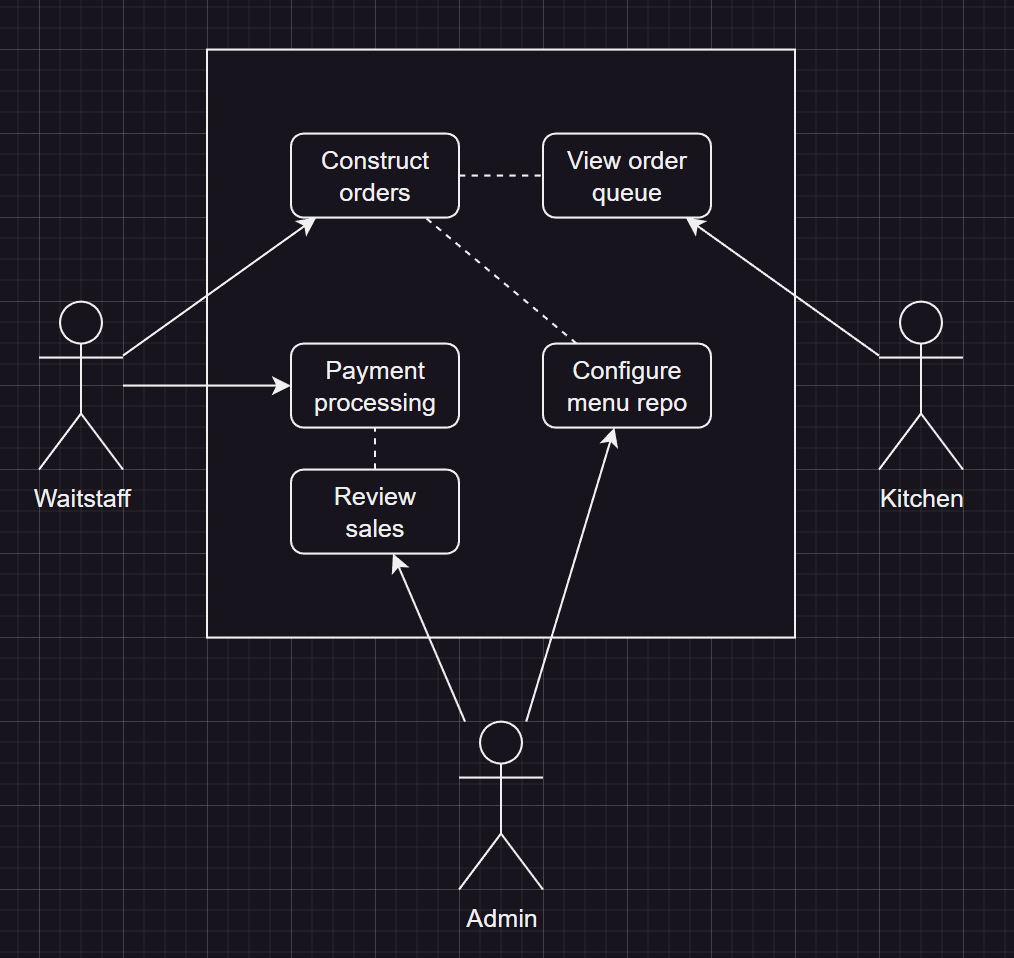 Construct
orders
View order
queue
Payment
processing
Configure
menu repo
Waitstaff
Review
sales
Kitchen
Admin